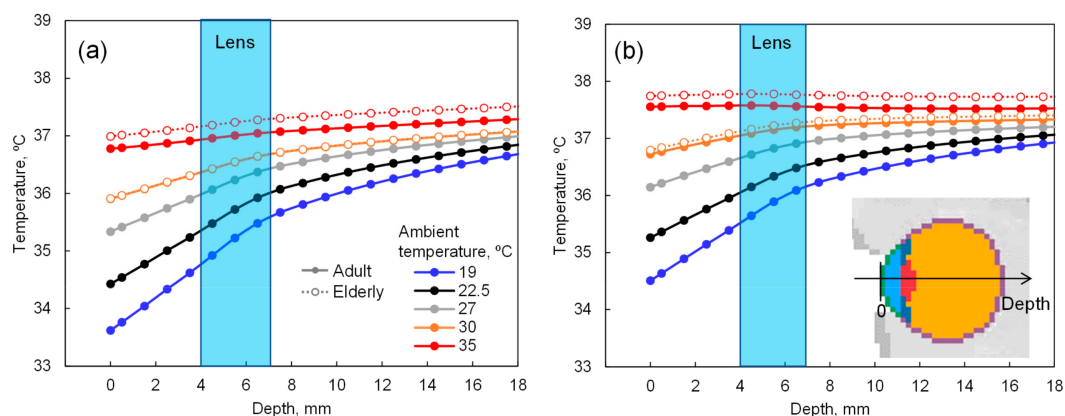 (a)
Lens
39
38
37
36
35
34
33
Temperature, ºC
0 2 4 6 8 10 12 14 16 18
Depth, mm
Adult
Elderly
Ambient
temperature, ºC
19
22.5
27
30
35
(b)
Lens
39
38
37
36
35
34
33
Temperature, ºC
0 2 4 6 8 10 12 14 16 18
Depth, mm
0
Depth